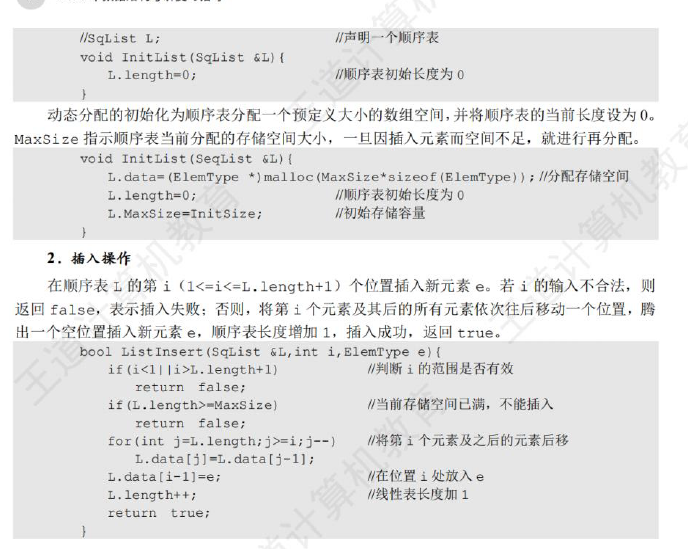 //SqList L;    //声明一个顺序表
void InitList(SqList &L){
L.length=0;    //顺序表初始长度为0
}
动态分配的初始化为顺序表分配一个预定义大小的数组空间,并将顺序表的当前长度设为0。
MaxSize 指示顺序表当前分配的存储空间大小,一旦因插入元素而空间不足,就进行再分配。
void InitList(SeqList &L){
L.data=(ElemType *)malloc(MaxSize*sizeof(ElemType));//分配存储空间
L.length=0;    //顺序表初始长度为0
L.MaxSize=InitSize;    //初始存储容量
}
2. 插入操作
在顺序表 L 的第 i(1<=i<=L.length+1)个位置插入新元素 e。若 i 的输入不合法,则
返回 false,表示插入失败;否则,将第 i 个元素及其后的所有元素依次往后移动一个位置,腾
出一个空位置插入新元素 e,顺序表长度增加 1,插入成功,返回 true。
bool ListInsert(SqList &L,int i,ElemType e){
if(i<1||i>L.length+1)    //判断 i 的范围是否有效
return false;
if(L.length>=MaxSize)    //当前存储空间已满,不能插入
return false;
for(int j=L.length;j>=i;j--)    //将第 i 个元素及之后的元素后移
L.data[j]=L.data[j-1];
L.data[i-1]=e;    //在位置 i 处放入 e
L.length++;    //线性表长度加 1
return true;
}
王道计算机教育
王道计算机教育